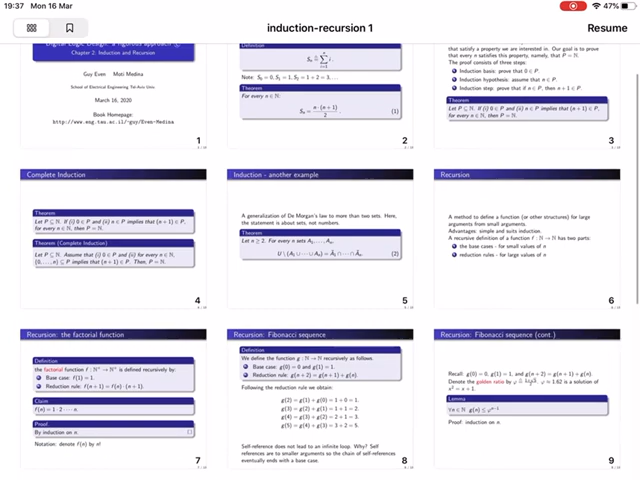 19:37 Mon 16 Mar
47%
induction-recursion 1
Resume
Digital Logic Design: a rigorous approach ©
Chapter 2: Induction and Recursion
Guy Even Moti Medina
School of Electrical Engineering Tel-Aviv Univ.
March 16, 2020
Book Homepage:
http://www.eng.tau.ac.il/~guy/Even-Medina
1
Definition
Sₙ ≜ Σ i.
Note: S₀ = 0, S₁ = 1, S₂ = 1 + 2 = 3, ...
Theorem
For every n ∈ ℕ:
Sₙ = n · (n + 1) / 2 . (1)
2
that satisfy a property we are interested in. Our goal is to prove
that every n satisfies this property, namely, that P = ℕ.
The proof consists of three steps:
Induction basis: prove that 0 ∈ P.
Induction hypothesis: assume that n ∈ P.
Induction step: prove that if n ∈ P, then n + 1 ∈ P.
Theorem
Let P ⊆ ℕ. If (i) 0 ∈ P and (ii) n ∈ P implies that (n + 1) ∈ P,
for every n ∈ ℕ, then P = ℕ.
3
Complete Induction
Theorem
Let P ⊆ ℕ. If (i) 0 ∈ P and (ii) n ∈ P implies that (n + 1) ∈ P,
for every n ∈ ℕ, then P = ℕ.
Theorem (Complete Induction)
Let P ⊆ ℕ. Assume that (i) 0 ∈ P and (ii) for every n ∈ ℕ,
{0, ..., n} ⊆ P implies that (n + 1) ∈ P. Then, P = ℕ.
4
Induction - another example
A generalization of De Morgan's law to more than two sets. Here,
the statement is about sets, not numbers.
Theorem
Let n ≥ 2. For every n sets A₁, ..., Aₙ,
U \ (A₁ ∪ ··· ∪ Aₙ) = Ā₁ ∩ ··· ∩ Āₙ. (2)
5
Recursion
A method to define a function (or other structures) for large
arguments from small arguments.
Advantages: simple and suits induction.
A recursive definition of a function f : ℕ → ℕ has two parts:
the base cases - for small values of n
reduction rules - for large values of n
6
Recursion: the factorial function
Definition
the factorial function f : ℕ⁺ → ℕ⁺ is defined recursively by:
Base case: f(1) = 1.
Reduction rule: f(n + 1) = f(n) · (n + 1).
Claim
f(n) = 1 · 2 ····· n.
Proof.
By induction on n.
Notation: denote f(n) by n!
7
Recursion: Fibonacci sequence
Definition
We define the function g : ℕ → ℕ recursively as follows.
Base case: g(0) = 0 and g(1) = 1.
Reduction rule: g(n + 2) = g(n + 1) + g(n).
Following the reduction rule we obtain:
g(2) = g(1) + g(0) = 1 + 0 = 1.
g(3) = g(2) + g(1) = 1 + 1 = 2.
g(4) = g(3) + g(2) = 2 + 1 = 3.
g(5) = g(4) + g(3) = 3 + 2 = 5.
Self-reference does not lead to an infinite loop. Why? Self
references are to smaller arguments so the chain of self-references
eventually ends with a base case.
8
Recursion: Fibonacci sequence (cont.)
Recall: g(0) = 0, g(1) = 1, and g(n + 2) = g(n + 1) + g(n).
Denote the golden ratio by φ ≜ (1+√5)/2. φ ≈ 1.62 is a solution of
x² = x + 1.
Lemma
∀n ∈ ℕ g(n) ≤ φⁿ⁻¹
Proof: induction on n.
9